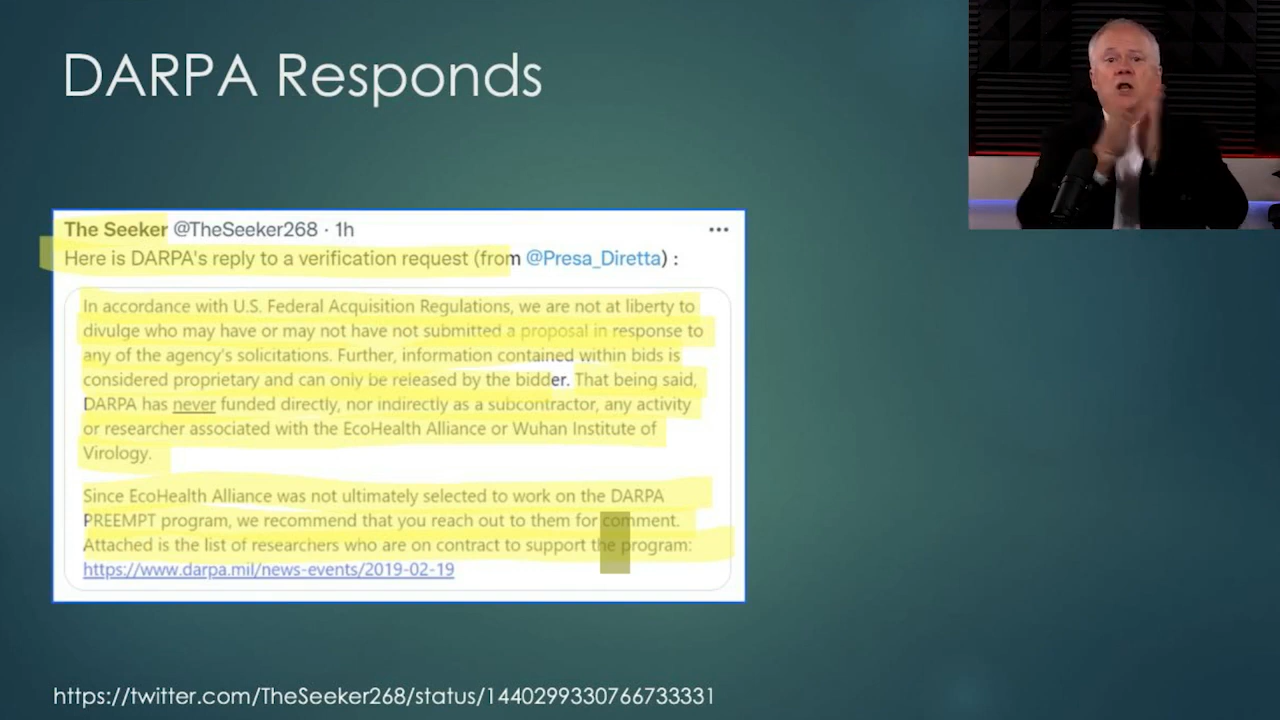 DARPA Responds
The Seeker @TheSeeker268 · 1h
Here is DARPA's reply to a verification request (from @Presa_Diretta) :
In accordance with U.S. Federal Acquisition Regulations, we are not at liberty to
divulge who may have or may not have not submitted a proposal in response to
any of the agency's solicitations. Further, information contained within bids is
considered proprietary and can only be released by the bidder. That being said,
DARPA has never funded directly, nor indirectly as a subcontractor, any activity
or researcher associated with the EcoHealth Alliance or Wuhan Institute of
Virology.
Since EcoHealth Alliance was not ultimately selected to work on the DARPA
PREEMPT program, we recommend that you reach out to them for comment.
Attached is the list of researchers who are on contract to support the program:
https://www.darpa.mil/news-events/2019-02-19
https://twitter.com/TheSeeker268/status/1440299330766733331